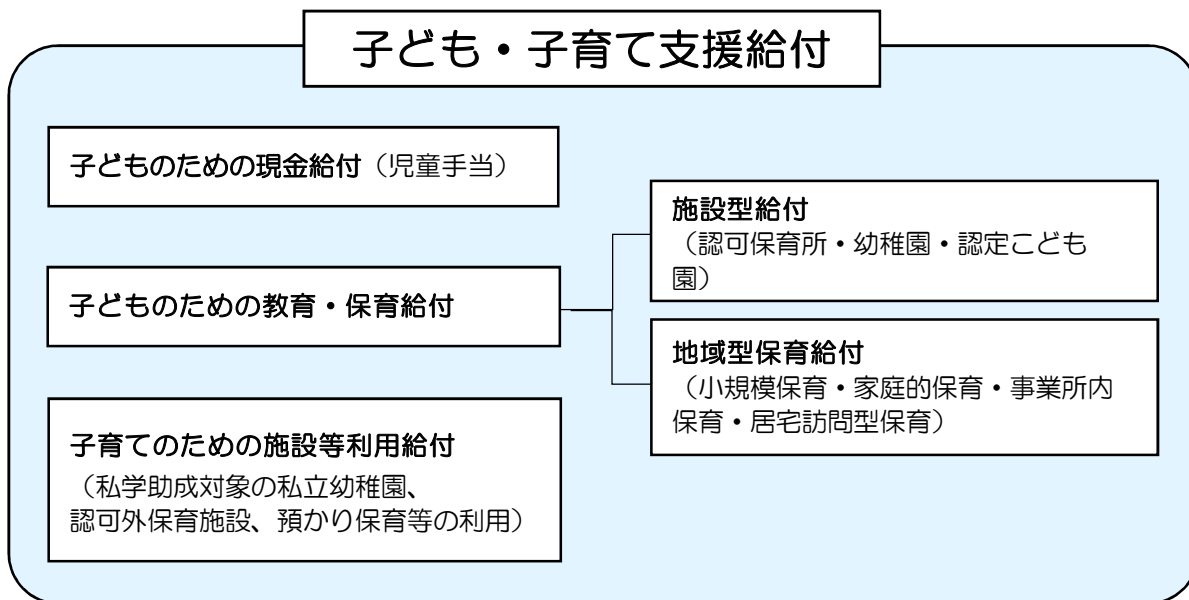 子ども・子育て支援給付
子どものための現金給付（児童手当）
子どものための教育・保育給付
施設型給付
（認可保育所・幼稚園・認定こども
園）
地域型保育給付
（小規模保育・家庭的保育・事業所内
保育・居宅訪問型保育）
子育てのための施設等利用給付
（私学助成対象の私立幼稚園、
認可外保育施設、預かり保育等の利用）